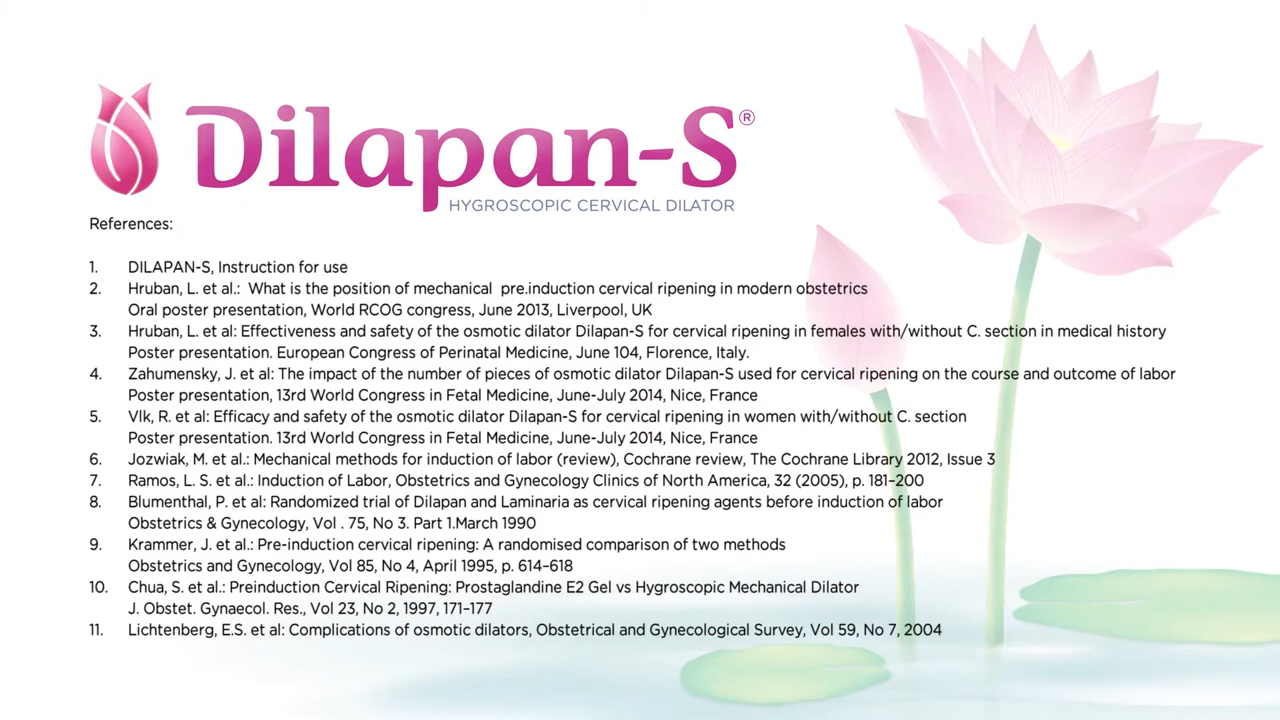 Dilapan-S®
HYGROSCOPIC CERVICAL DILATOR
References:
1. DILAPAN-S, Instruction for use
2. Hruban, L. et al.: What is the position of mechanical pre.induction cervical ripening in modern obstetrics
Oral poster presentation, World RCOG congress, June 2013, Liverpool, UK
3. Hruban, L. et al: Effectiveness and safety of the osmotic dilator Dilapan-S for cervical ripening in females with/without C. section in medical history
Poster presentation. European Congress of Perinatal Medicine, June 104, Florence, Italy.
4. Zahumensky, J. et al: The impact of the number of pieces of osmotic dilator Dilapan-S used for cervical ripening on the course and outcome of labor
Poster presentation, 13rd World Congress in Fetal Medicine, June-July 2014, Nice, France
5. Vlk, R. et al: Efficacy and safety of the osmotic dilator Dilapan-S for cervical ripening in women with/without C. section
Poster presentation. 13rd World Congress in Fetal Medicine, June-July 2014, Nice, France
6. Jozwiak, M. et al.: Mechanical methods for induction of labor (review), Cochrane review, The Cochrane Library 2012, Issue 3
7. Ramos, L. S. et al.: Induction of Labor, Obstetrics and Gynecology Clinics of North America, 32 (2005), p. 181–200
8. Blumenthal, P. et al: Randomized trial of Dilapan and Laminaria as cervical ripening agents before induction of labor
Obstetrics & Gynecology, Vol . 75, No 3. Part 1.March 1990
9. Krammer, J. et al.: Pre-induction cervical ripening: A randomised comparison of two methods
Obstetrics and Gynecology, Vol 85, No 4, April 1995, p. 614–618
10. Chua, S. et al.: Preinduction Cervical Ripening: Prostaglandine E2 Gel vs Hygroscopic Mechanical Dilator
J. Obstet. Gynaecol. Res., Vol 23, No 2, 1997, 171–177
11. Lichtenberg, E.S. et al: Complications of osmotic dilators, Obstetrical and Gynecological Survey, Vol 59, No 7, 2004